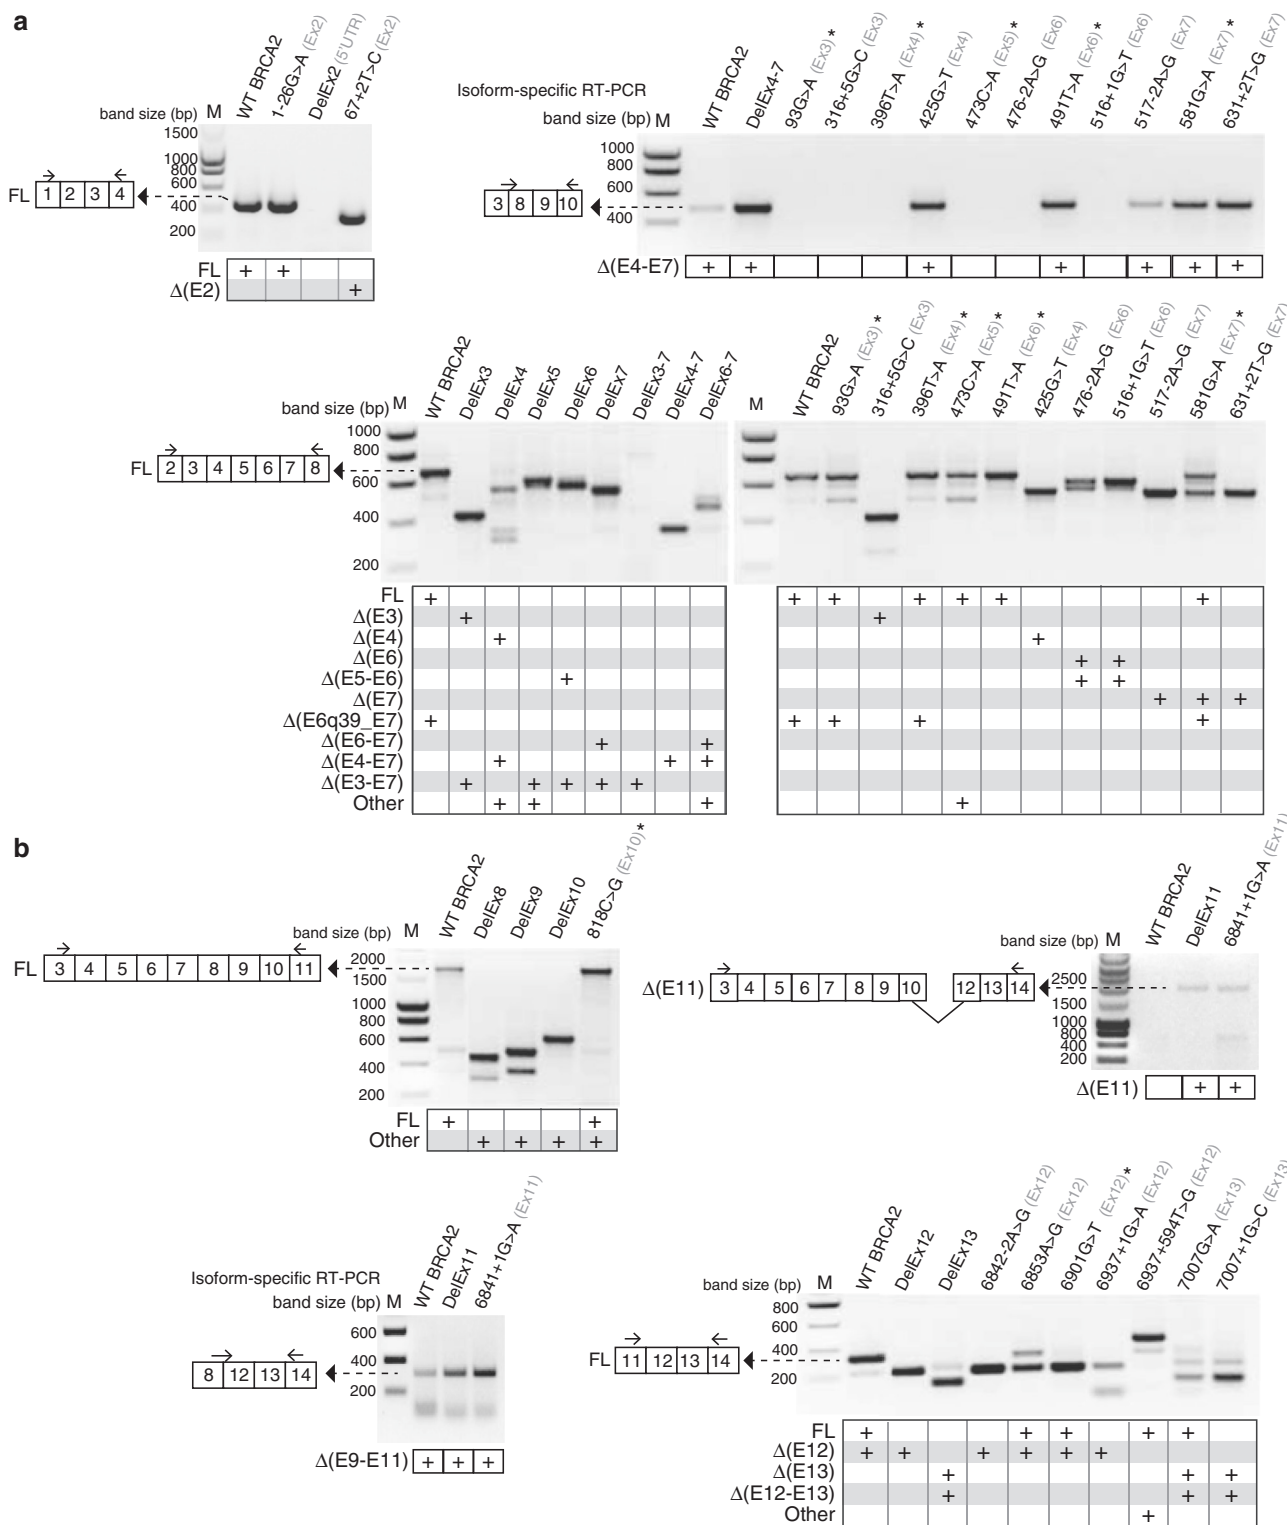 a
WT BRCA2
1-26G>A (Ex2)
DelEx2 (5'UTR)
67+2T>C (Ex2)
band size (bp) M
1500
1000
800
600
400
200
FL 1 2 3 4
FL + +
Δ(E2) +
Isoform-specific RT-PCR
band size (bp) M
WT BRCA2
DelEx4-7
93G>A (Ex3)*
316+5G>C (Ex3)
396T>A (Ex4)*
425G>T (Ex4)
473C>A (Ex5)*
476-2A>G (Ex6)
491T>A (Ex6)*
516+1G>T (Ex6)
517-2A>G (Ex7)
581G>A (Ex7)*
631+2T>G (Ex7)
1000
800
600
400
3 8 9 10
Δ(E4-E7) + + + + + + +
WT BRCA2
DelEx3
DelEx4
DelEx5
DelEx6
DelEx7
DelEx3-7
DelEx4-7
DelEx6-7
band size (bp) M
1000
800
600
400
200
FL 2 3 4 5 6 7 8
M
WT BRCA2
93G>A (Ex3)*
316+5G>C (Ex3)
396T>A (Ex4)*
473C>A (Ex5)*
491T>A (Ex6)*
425G>T (Ex4)
476-2A>G (Ex6)
516+1G>T (Ex6)
517-2A>G (Ex7)
581G>A (Ex7)*
631+2T>G (Ex7)
FL + + + + + + +
Δ(E3) + +
Δ(E4) + +
Δ(E6) + +
Δ(E5-E6) + + +
Δ(E7) + + +
Δ(E6q39_E7) + + + + +
Δ(E6-E7) + +
Δ(E4-E7) + + +
Δ(E3-E7) + + + + +
Other + + + +
b
WT BRCA2
DelEx8
DelEx9
DelEx10
818C>G (Ex10)*
band size (bp) M
2000
1500
1000
800
600
400
200
FL 3 4 5 6 7 8 9 10 11
FL + +
Other + + + +
WT BRCA2
DelEx11
6841+1G>A (Ex11)
band size (bp) M
2500
1500
1000
800
400
200
Δ(E11) 3 4 5 6 7 8 9 10 12 13 14
Δ(E11) + +
Isoform-specific RT-PCR
band size (bp) M
WT BRCA2
DelEx11
6841+1G>A (Ex11)
600
400
200
8 12 13 14
Δ(E9-E11) + + +
band size (bp) M
WT BRCA2
DelEx12
DelEx13
6842-2A>G (Ex12)
6853A>G (Ex12)
6901G>T (Ex12)*
6937+1G>A (Ex12)
6937+594T>G (Ex12)
7007G>A (Ex13)
7007+1G>C (Ex13)
800
600
400
200
FL 11 12 13 14
FL + + + + +
Δ(E12) + + + + + +
Δ(E13) + + +
Δ(E12-E13) + + +
Other +